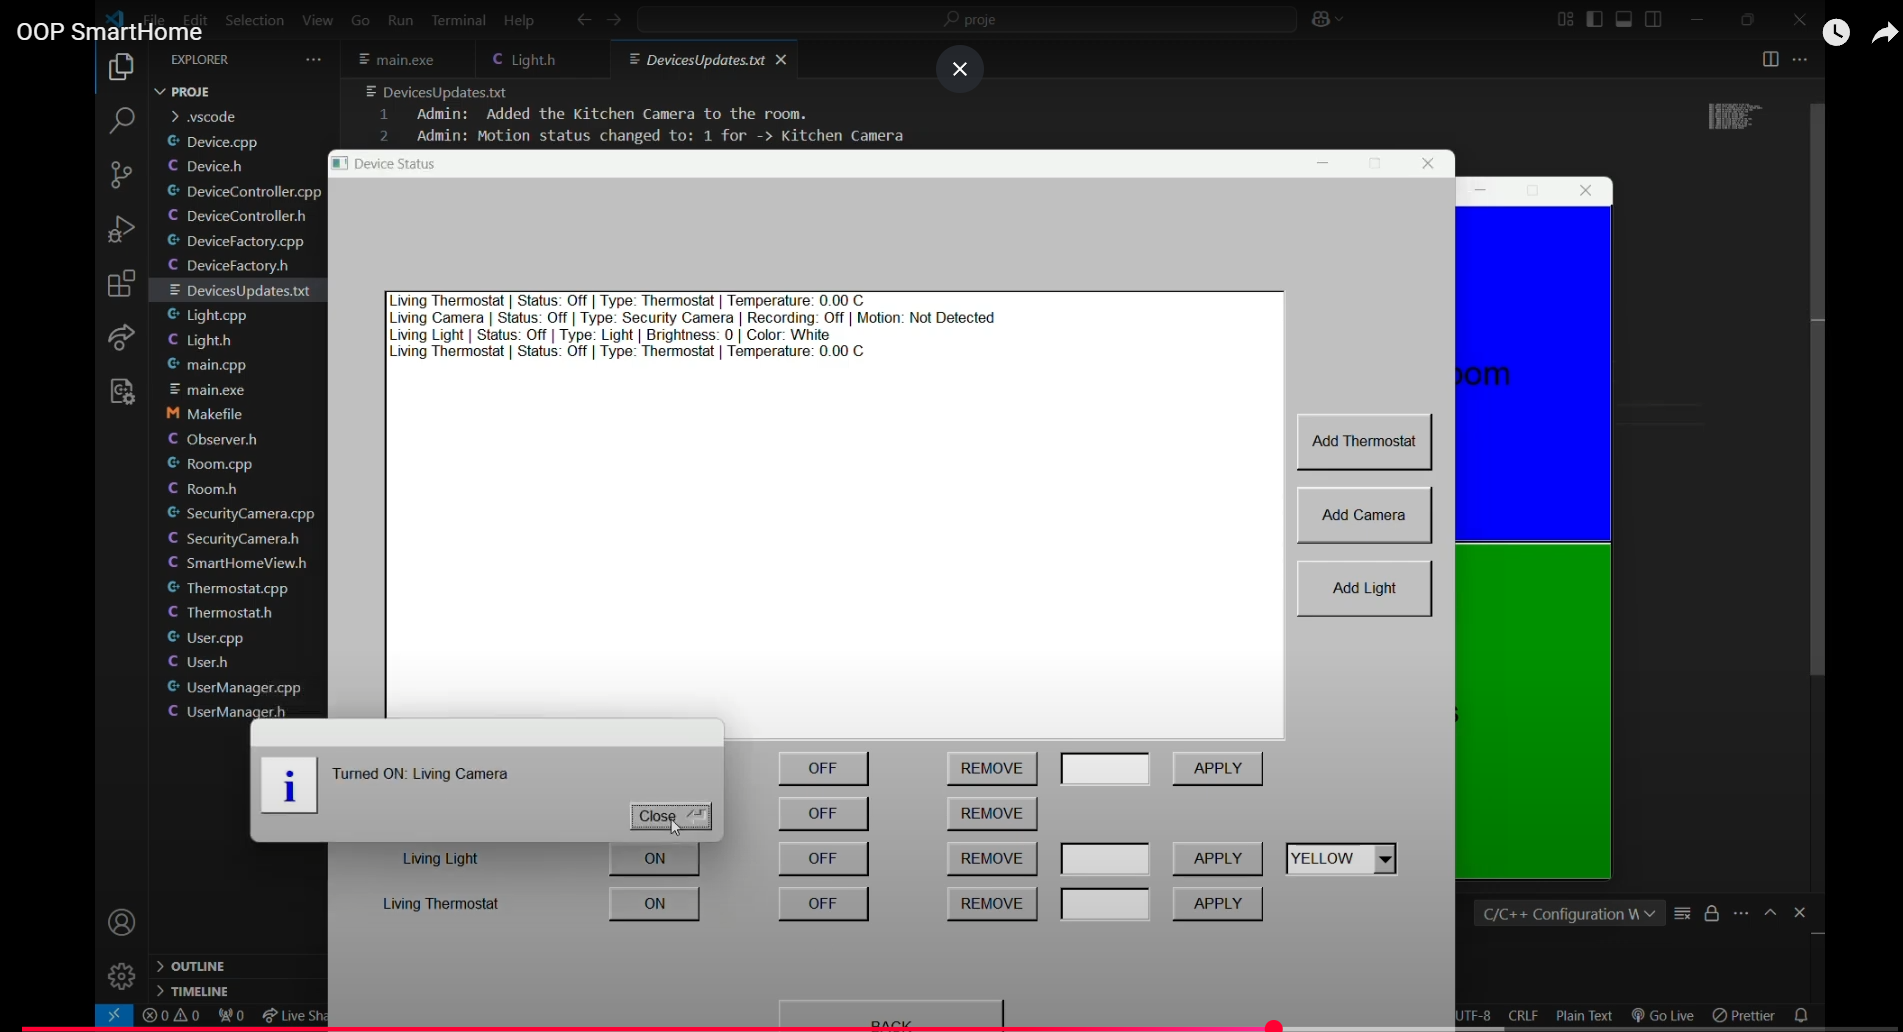 File Edit Selection View Go Run Terminal Help
proje
OOP SmartHome
EXPLORER
main.exe
Light.h
DevicesUpdates.txt
PROJE
.vscode
Device.cpp
Device.h
DeviceController.cpp
DeviceController.h
DeviceFactory.cpp
DeviceFactory.h
DevicesUpdates.txt
Light.cpp
Light.h
main.cpp
main.exe
Makefile
Observer.h
Room.cpp
Room.h
SecurityCamera.cpp
SecurityCamera.h
SmartHomeView.h
Thermostat.cpp
Thermostat.h
User.cpp
User.h
UserManager.cpp
UserManager.h
OUTLINE
TIMELINE
DevicesUpdates.txt
1 Admin:  Added the Kitchen Camera to the room.
2 Admin: Motion status changed to: 1 for -> Kitchen Camera
Device Status
Living Thermostat | Status: Off | Type: Thermostat | Temperature: 0.00 C
Living Camera | Status: Off | Type: Security Camera | Recording: Off | Motion: Not Detected
Living Light | Status: Off | Type: Light | Brightness: 0 | Color: White
Living Thermostat | Status: Off | Type: Thermostat | Temperature: 0.00 C
Add Thermostat
Add Camera
Add Light
Turned ON: Living Camera
Close
OFF REMOVE APPLY
OFF REMOVE
Living Light ON OFF REMOVE APPLY YELLOW
Living Thermostat ON OFF REMOVE APPLY
BACK
oom
s
C/C++ Configuration W
0 0 0 Live Sha
UTF-8 CRLF Plain Text Go Live Prettier